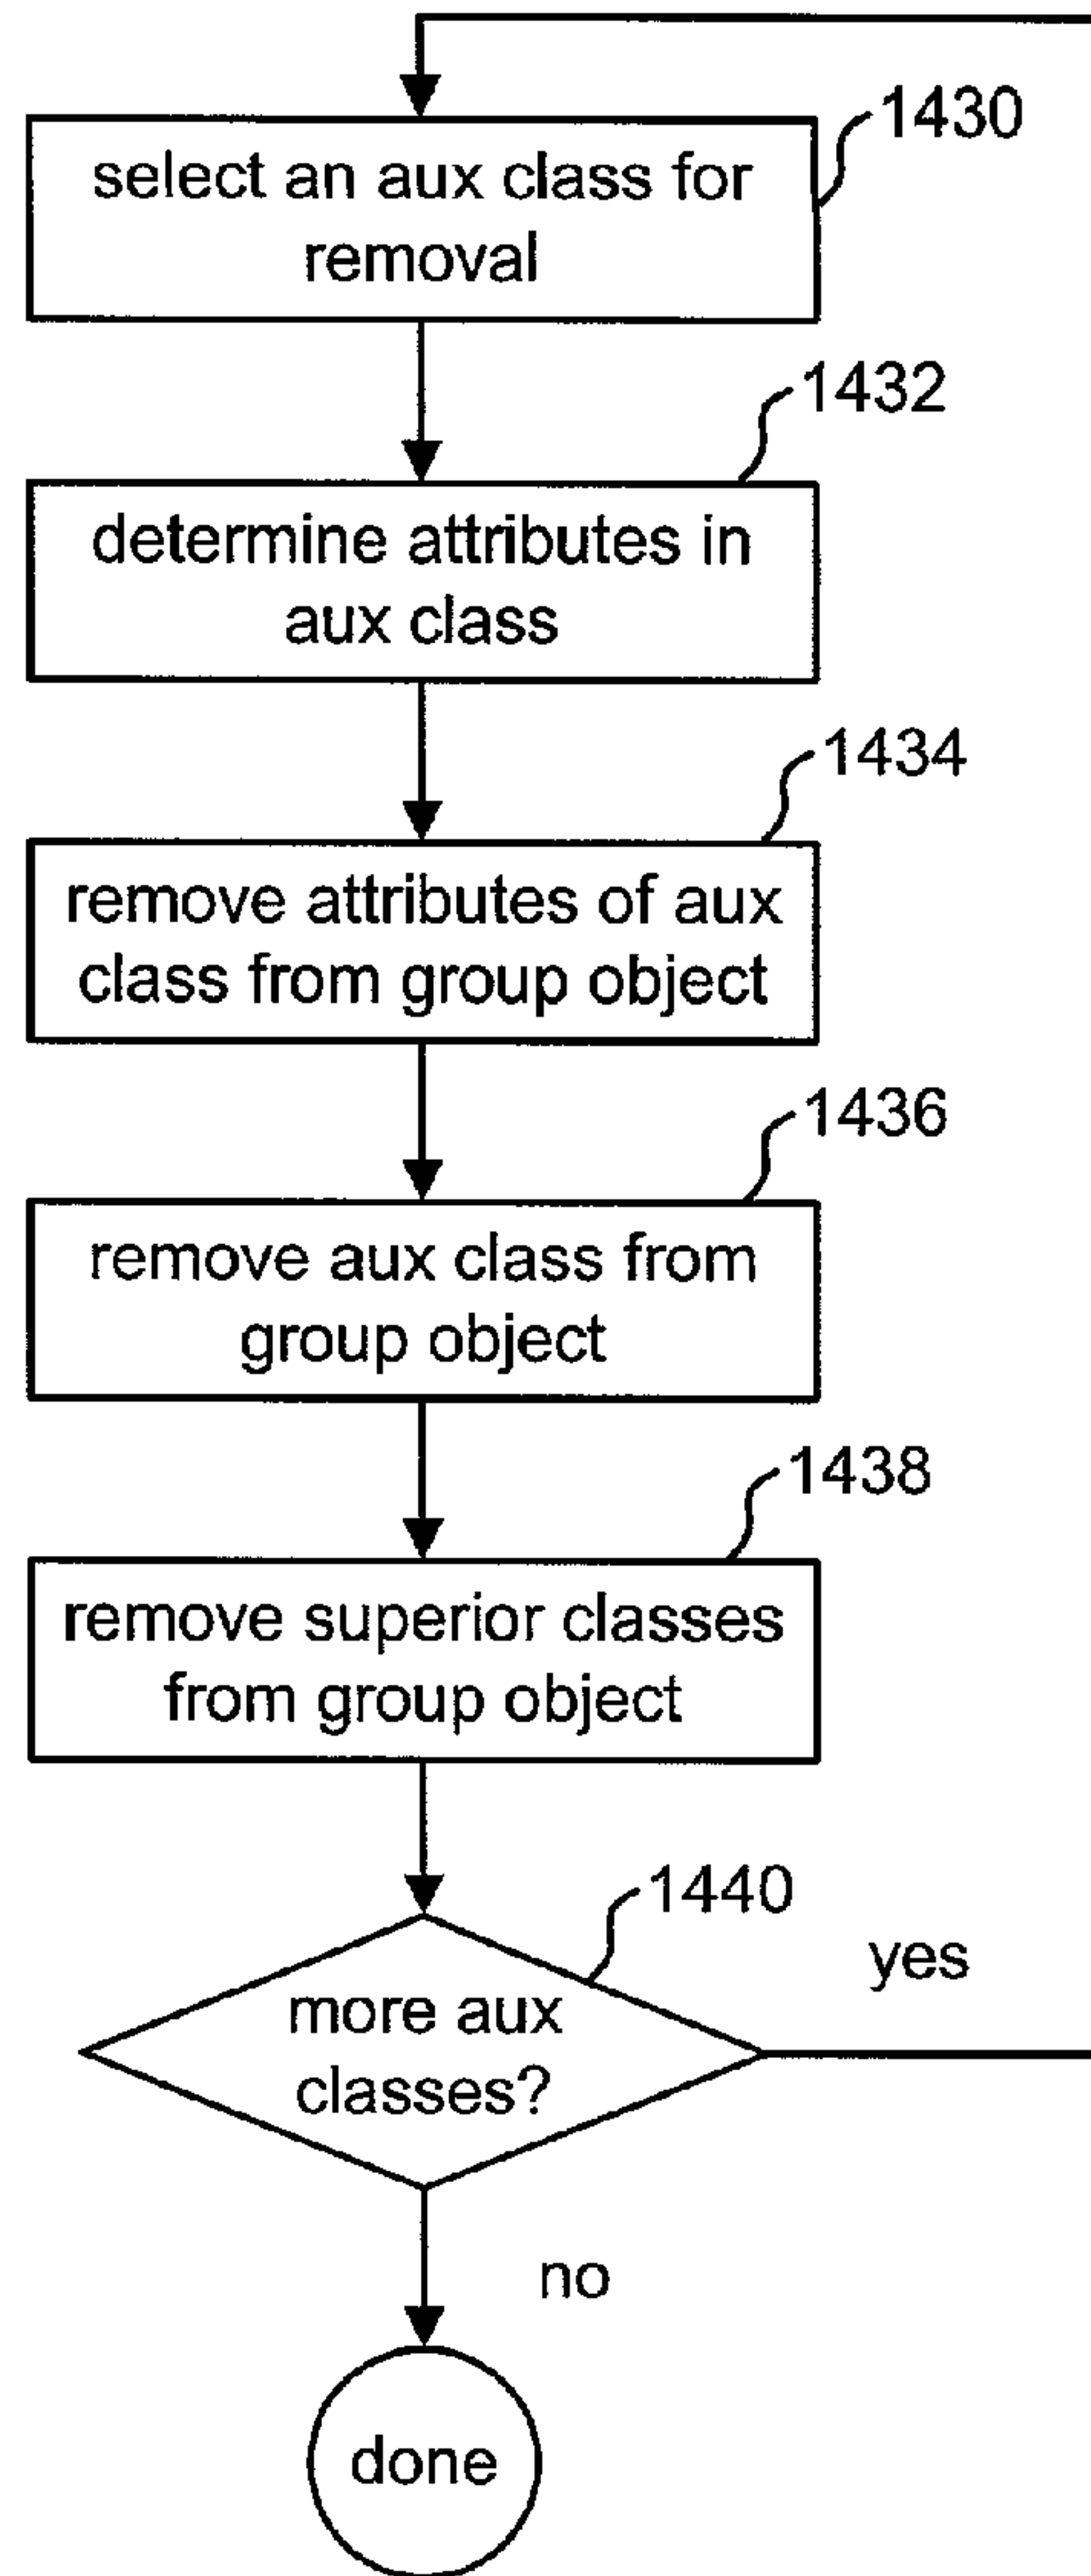 1430
select an aux class for
removal
1432
determine attributes in
aux class
1434
remove attributes of aux
class from group object
1436
remove aux class from
group object
1438
remove superior classes
from group object
1440
more aux
classes?
yes
no
done